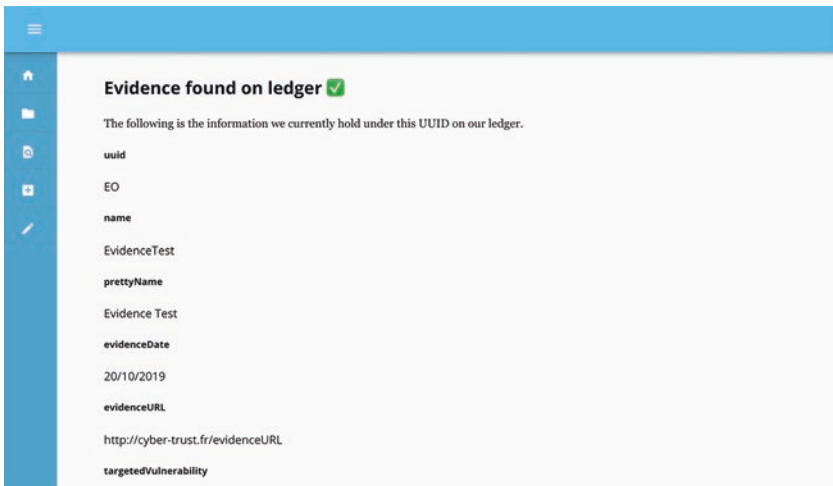 Evidence found on ledger
The following is the information we currently hold under this UUID on our ledger.
uuid
EO
name
EvidenceTest
prettyName
Evidence Test
evidenceDate
20/10/2019
evidenceURL
http://cyber-trust.fr/evidenceURL
targetedVulnerability